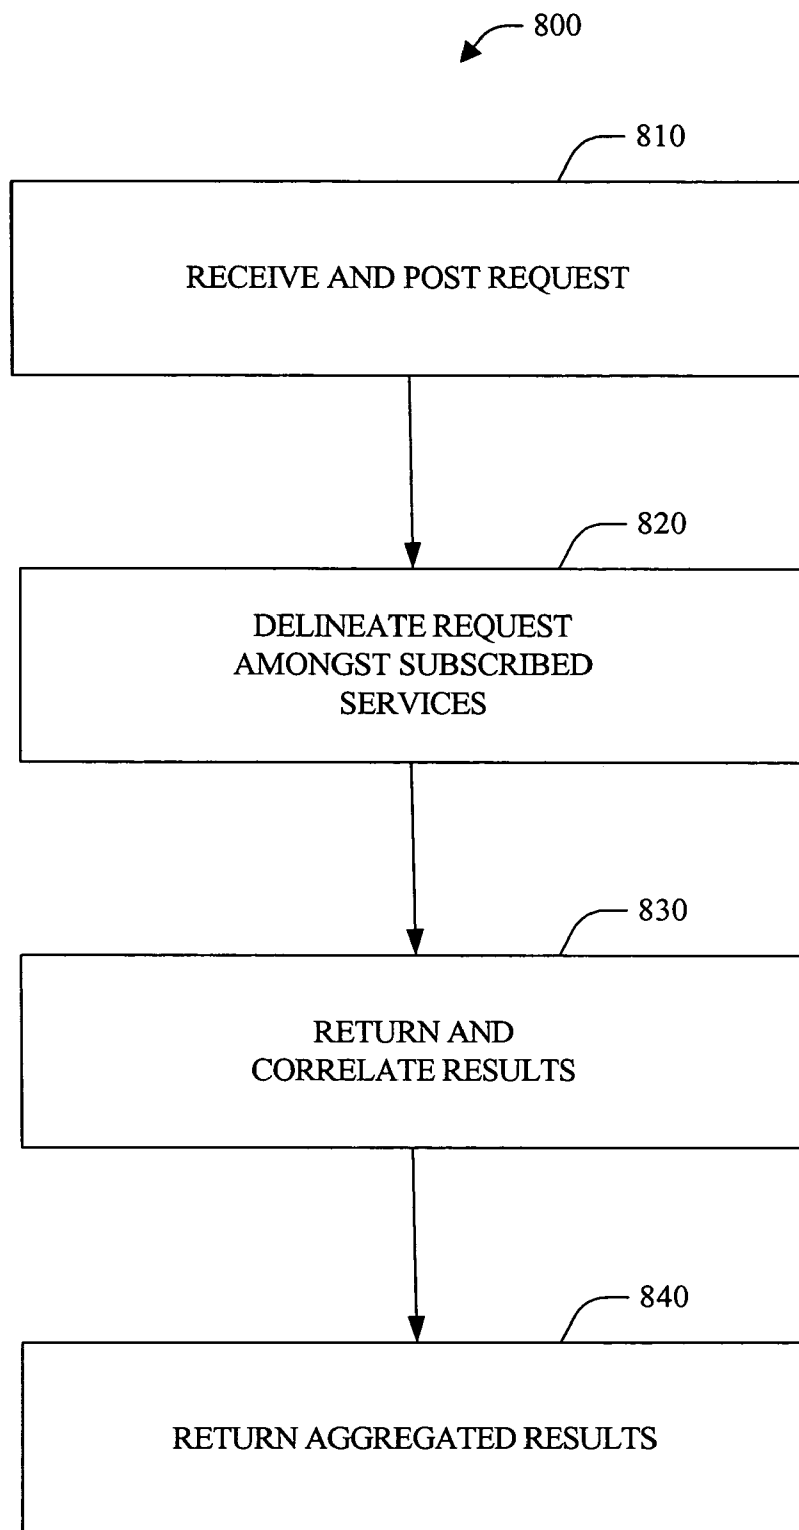 800
810
RECEIVE AND POST REQUEST
820
DELINEATE REQUEST
AMONGST SUBSCRIBED
SERVICES
830
RETURN AND
CORRELATE RESULTS
840
RETURN AGGREGATED RESULTS